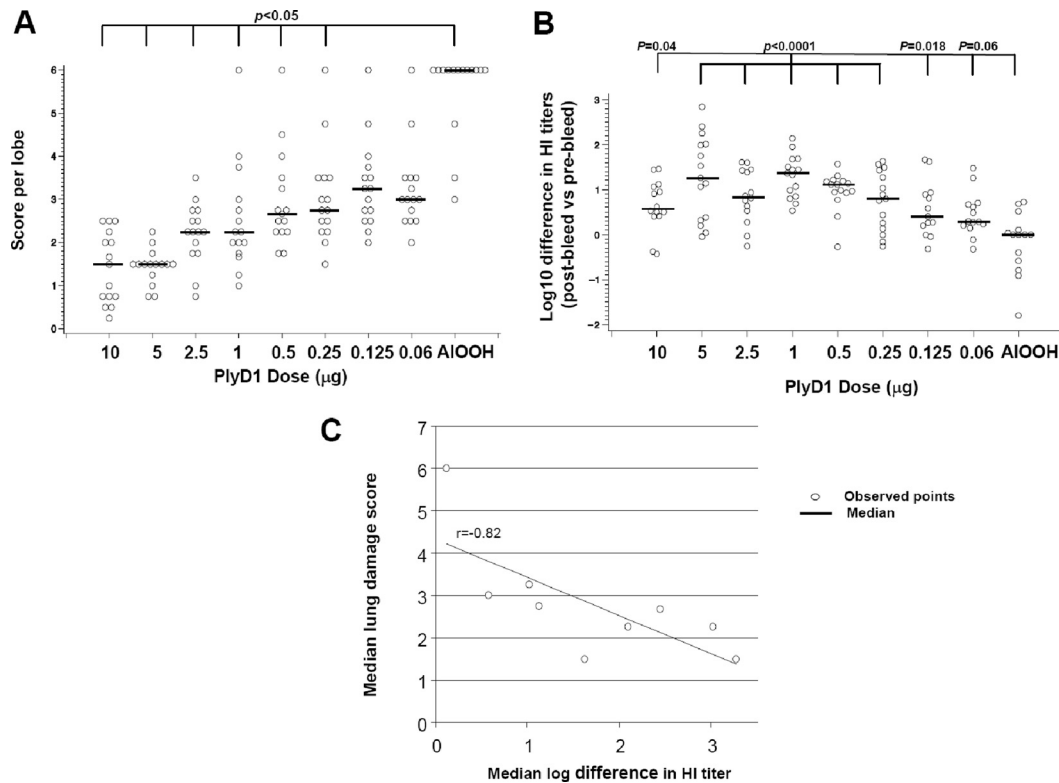 A
p<0.05
Score per lobe
6
5
4
3
2
1
0
10 5 2.5 1 0.5 0.25 0.125 0.06 AlOOH
PlyD1 Dose (µg)
B
P=0.04 p<0.0001 P=0.018 P=0.06
Log10 difference in HI titers
(post-bleed vs pre-bleed)
3
2
1
0
−1
−2
10 5 2.5 1 0.5 0.25 0.125 0.06 AlOOH
PlyD1 Dose (µg)
C
Median lung damage score
7
6
5
4
3
2
1
0
r=-0.82
0 1 2 3
Median log difference in HI titer
Observed points
Median